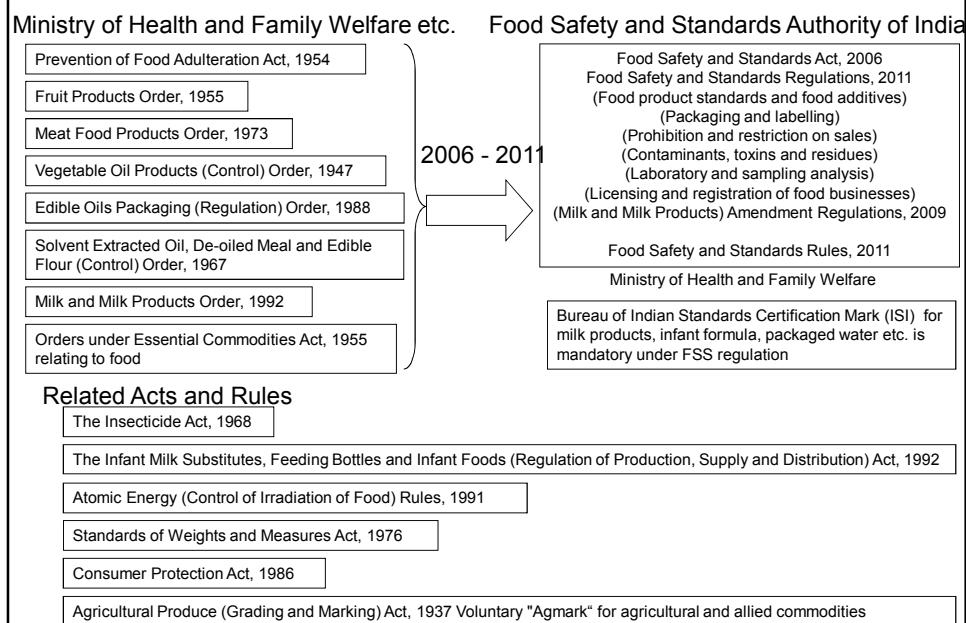 Ministry of Health and Family Welfare etc.
Prevention of Food Adulteration Act, 1954
Fruit Products Order, 1955
Meat Food Products Order, 1973
Vegetable Oil Products (Control) Order, 1947
Edible Oils Packaging (Regulation) Order, 1988
Solvent Extracted Oil, De-oiled Meal and Edible
Flour (Control) Order, 1967
Milk and Milk Products Order, 1992
Orders under Essential Commodities Act, 1955
relating to food
2006 - 2011
Food Safety and Standards Authority of India
Food Safety and Standards Act, 2006
Food Safety and Standards Regulations, 2011
(Food product standards and food additives)
(Packaging and labelling)
(Prohibition and restriction on sales)
(Contaminants, toxins and residues)
(Laboratory and sampling analysis)
(Licensing and registration of food businesses)
(Milk and Milk Products) Amendment Regulations, 2009
Food Safety and Standards Rules, 2011
Ministry of Health and Family Welfare
Bureau of Indian Standards Certification Mark (ISI) for
milk products, infant formula, packaged water etc. is
mandatory under FSS regulation
Related Acts and Rules
The Insecticide Act, 1968
The Infant Milk Substitutes, Feeding Bottles and Infant Foods (Regulation of Production, Supply and Distribution) Act, 1992
Atomic Energy (Control of Irradiation of Food) Rules, 1991
Standards of Weights and Measures Act, 1976
Consumer Protection Act, 1986
Agricultural Produce (Grading and Marking) Act, 1937 Voluntary "Agmark“ for agricultural and allied commodities